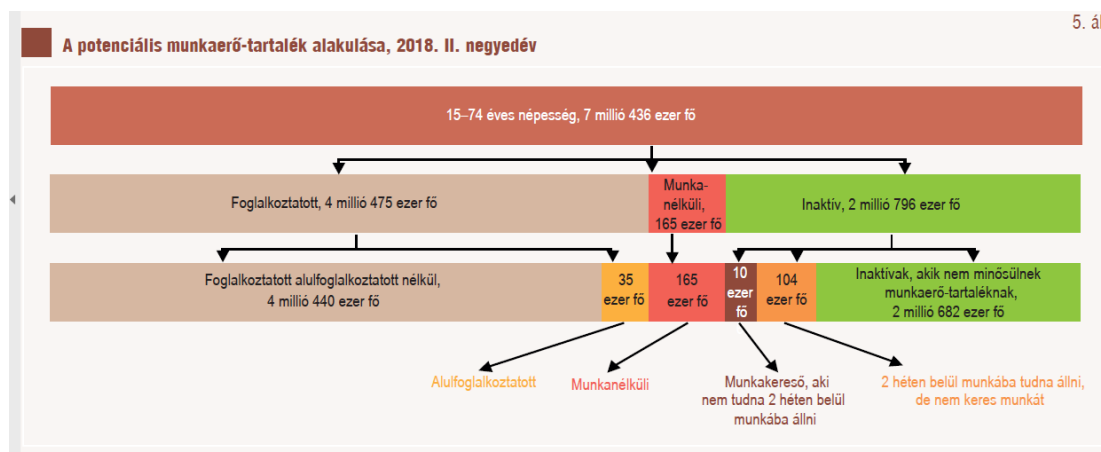 5. á
A potenciális munkaerő-tartalék alakulása, 2018. II. negyedév
15–74 éves népesség, 7 millió 436 ezer fő
Foglalkoztatott, 4 millió 475 ezer fő
Munka-
nélküli,
165 ezer fő
Inaktív, 2 millió 796 ezer fő
Foglalkoztatott alulfoglalkoztatott nélkül,
4 millió 440 ezer fő
35
ezer fő
165
ezer fő
10
ezer
fő
104
ezer fő
Inaktívak, akik nem minősülnek
munkaerő-tartaléknak,
2 millió 682 ezer fő
Alulfoglalkoztatott
Munkanélküli
Munkakereső, aki
nem tudna 2 héten belül
munkába állni
2 héten belül munkába tudna állni,
de nem keres munkát